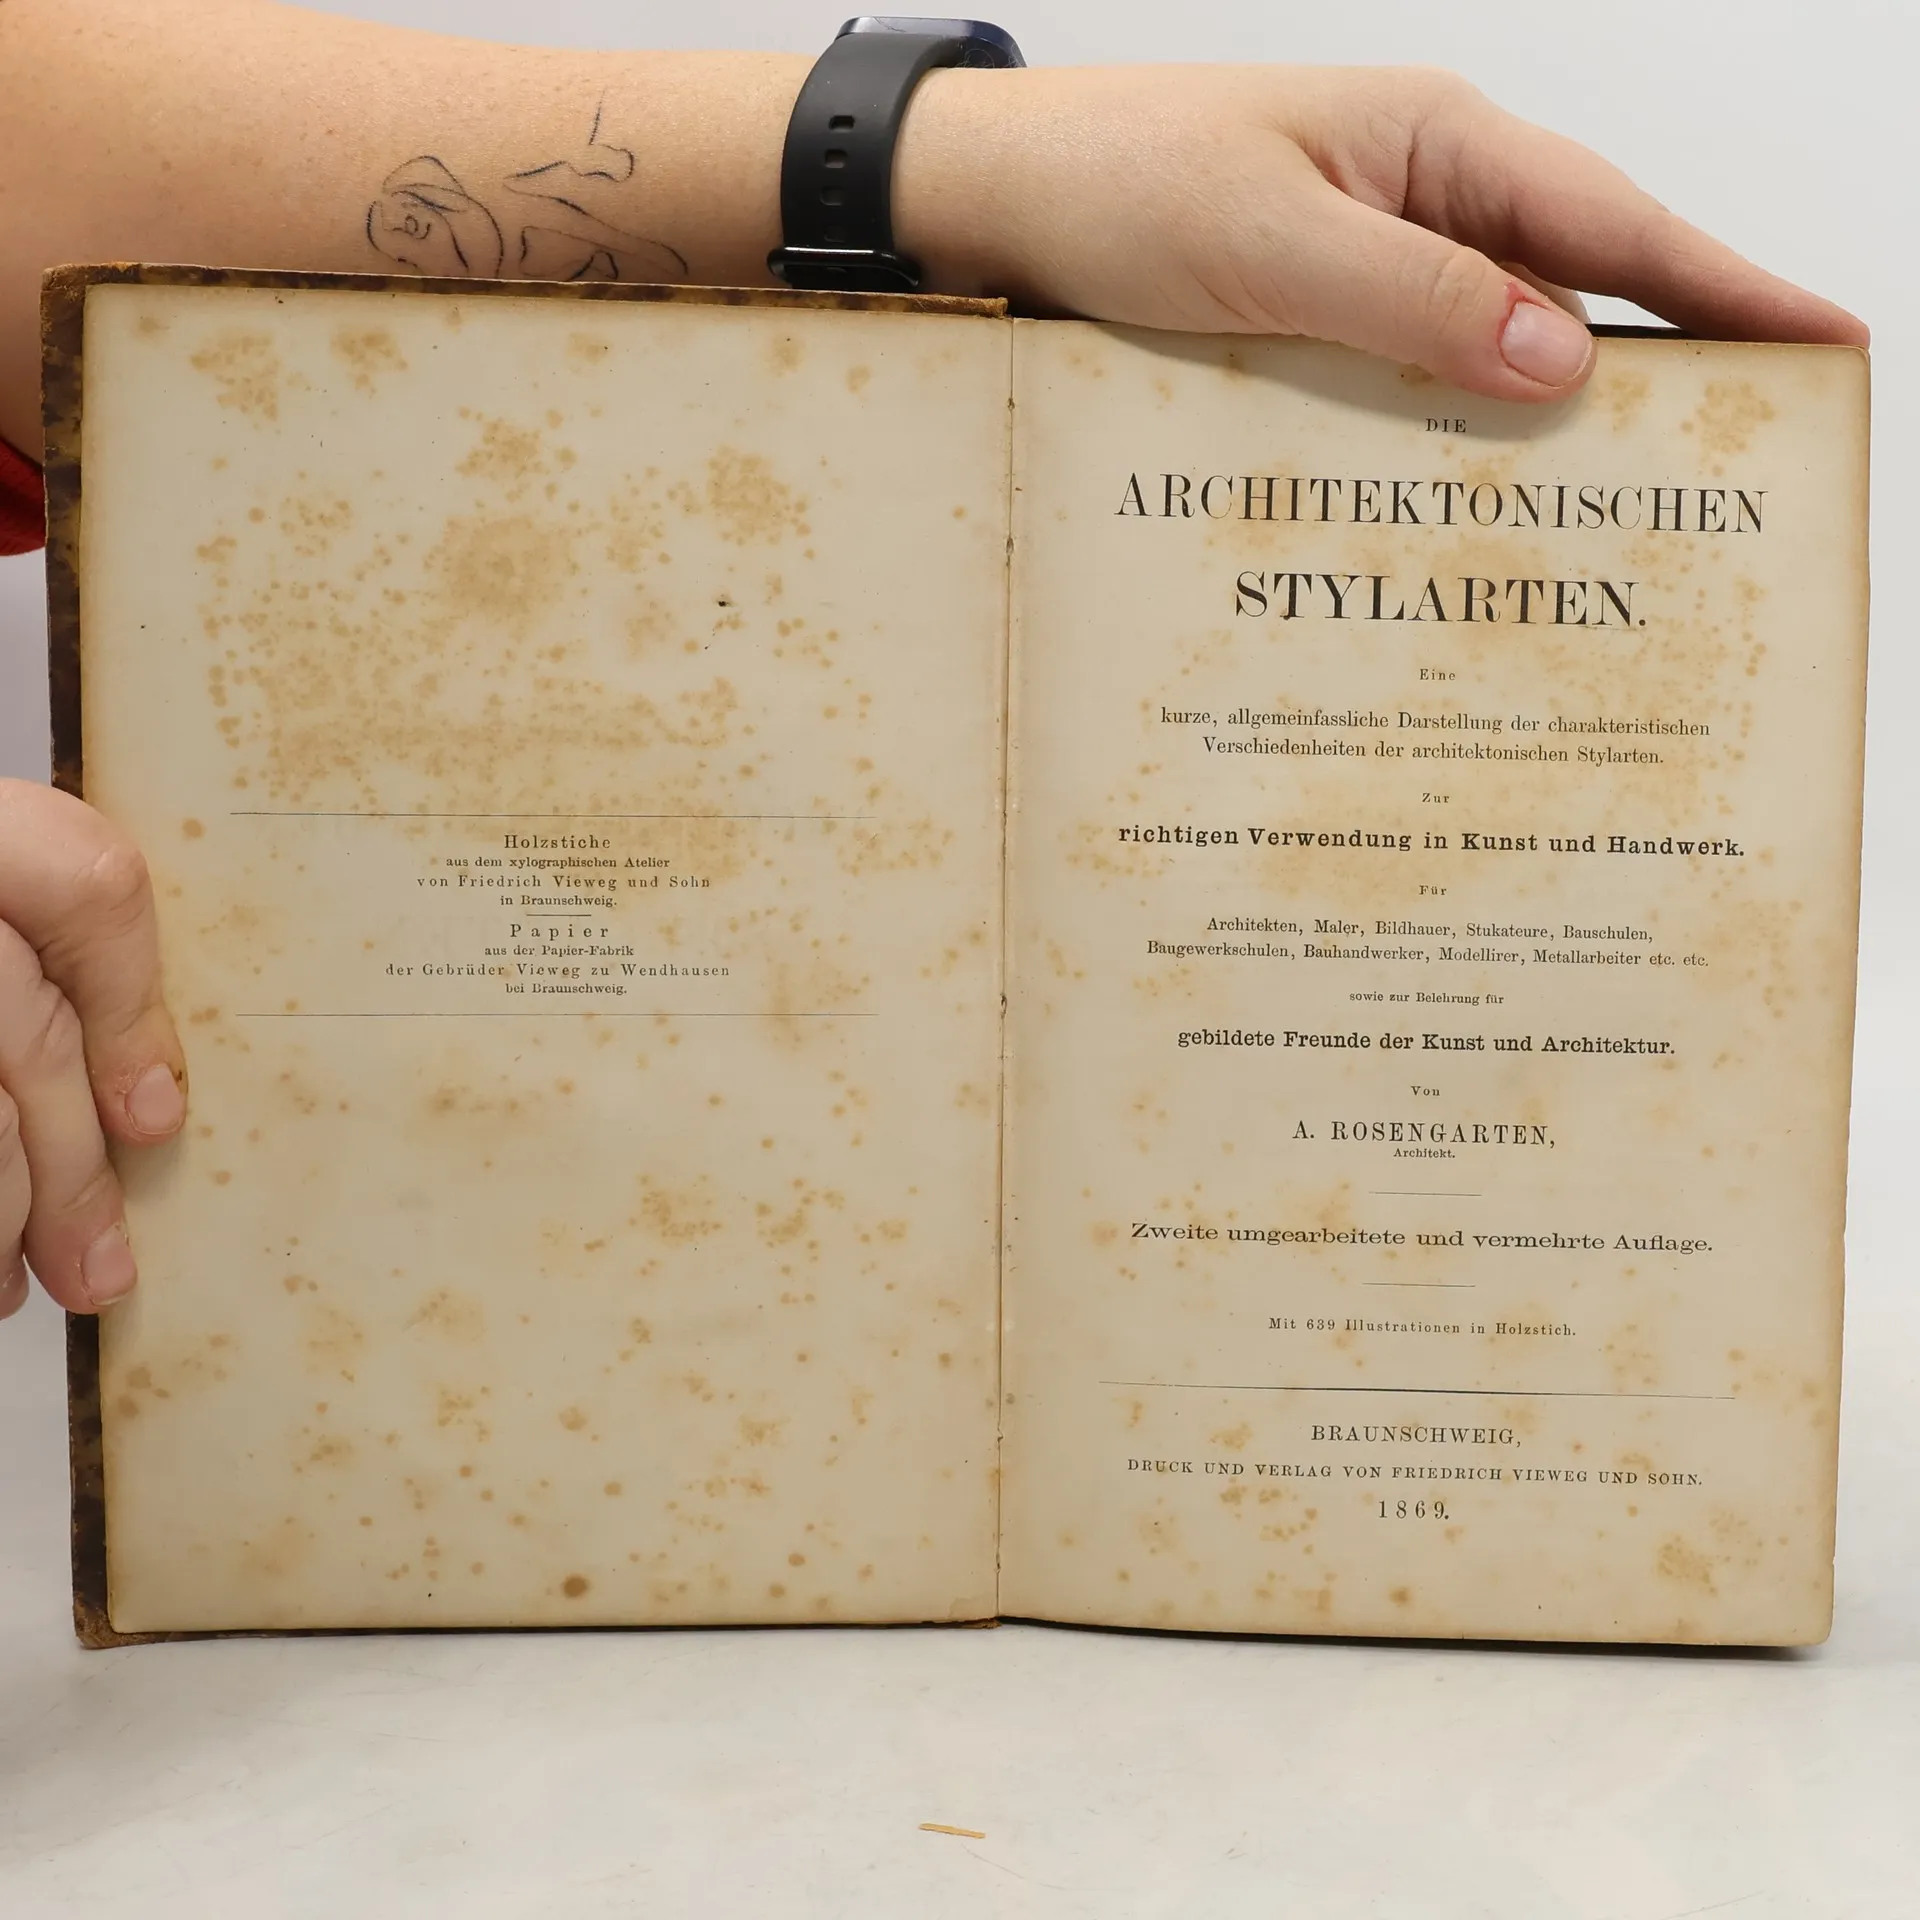 Holzstiche
aus dem xylographischen Atelier
von Friedrich Vieweg und Sohn
in Braunschweig.
Papier
aus der Papier-Fabrik
der Gebrüder Vieweg zu Wendhausen
bei Braunschweig.
DIE
ARCHITEKTONISCHEN
STYLARTEN.
Eine
kurze, allgemeinfassliche Darstellung der charakteristischen
Verschiedenheiten der architektonischen Stylarten.
Zur
richtigen Verwendung in Kunst und Handwerk.
Für
Architekten, Maler, Bildhauer, Stukateure, Bauschulen,
Baugewerkschulen, Bauhandwerker, Modellirer, Metallarbeiter etc. etc.
sowie zur Belehrung für
gebildete Freunde der Kunst und Architektur.
Von
A. ROSENGARTEN,
Architekt.
Zweite umgearbeitete und vermehrte Auflage.
Mit 639 Illustrationen in Holzstich.
BRAUNSCHWEIG,
DRUCK UND VERLAG VON FRIEDRICH VIEWEG UND SOHN.
1869.